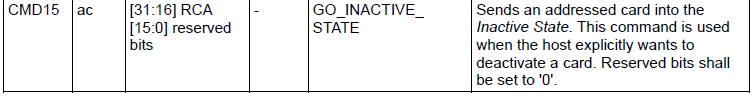 CMD15 ac [31:16] RCA - GO_INACTIVE_ Sends an addressed card into the
[15:0] reserved STATE Inactive State. This command is used
bits when the host explicitly wants to
deactivate a card. Reserved bits shall
be set to '0'.